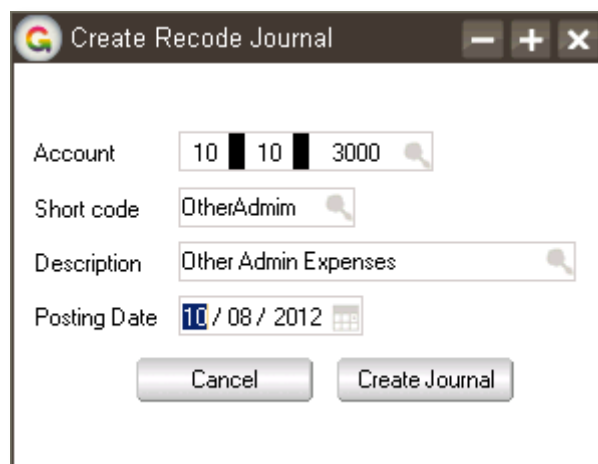 Create Recode Journal
Account 10 10 3000
Short code OtherAdmim
Description Other Admin Expenses
Posting Date 10 / 08 / 2012
Cancel Create Journal